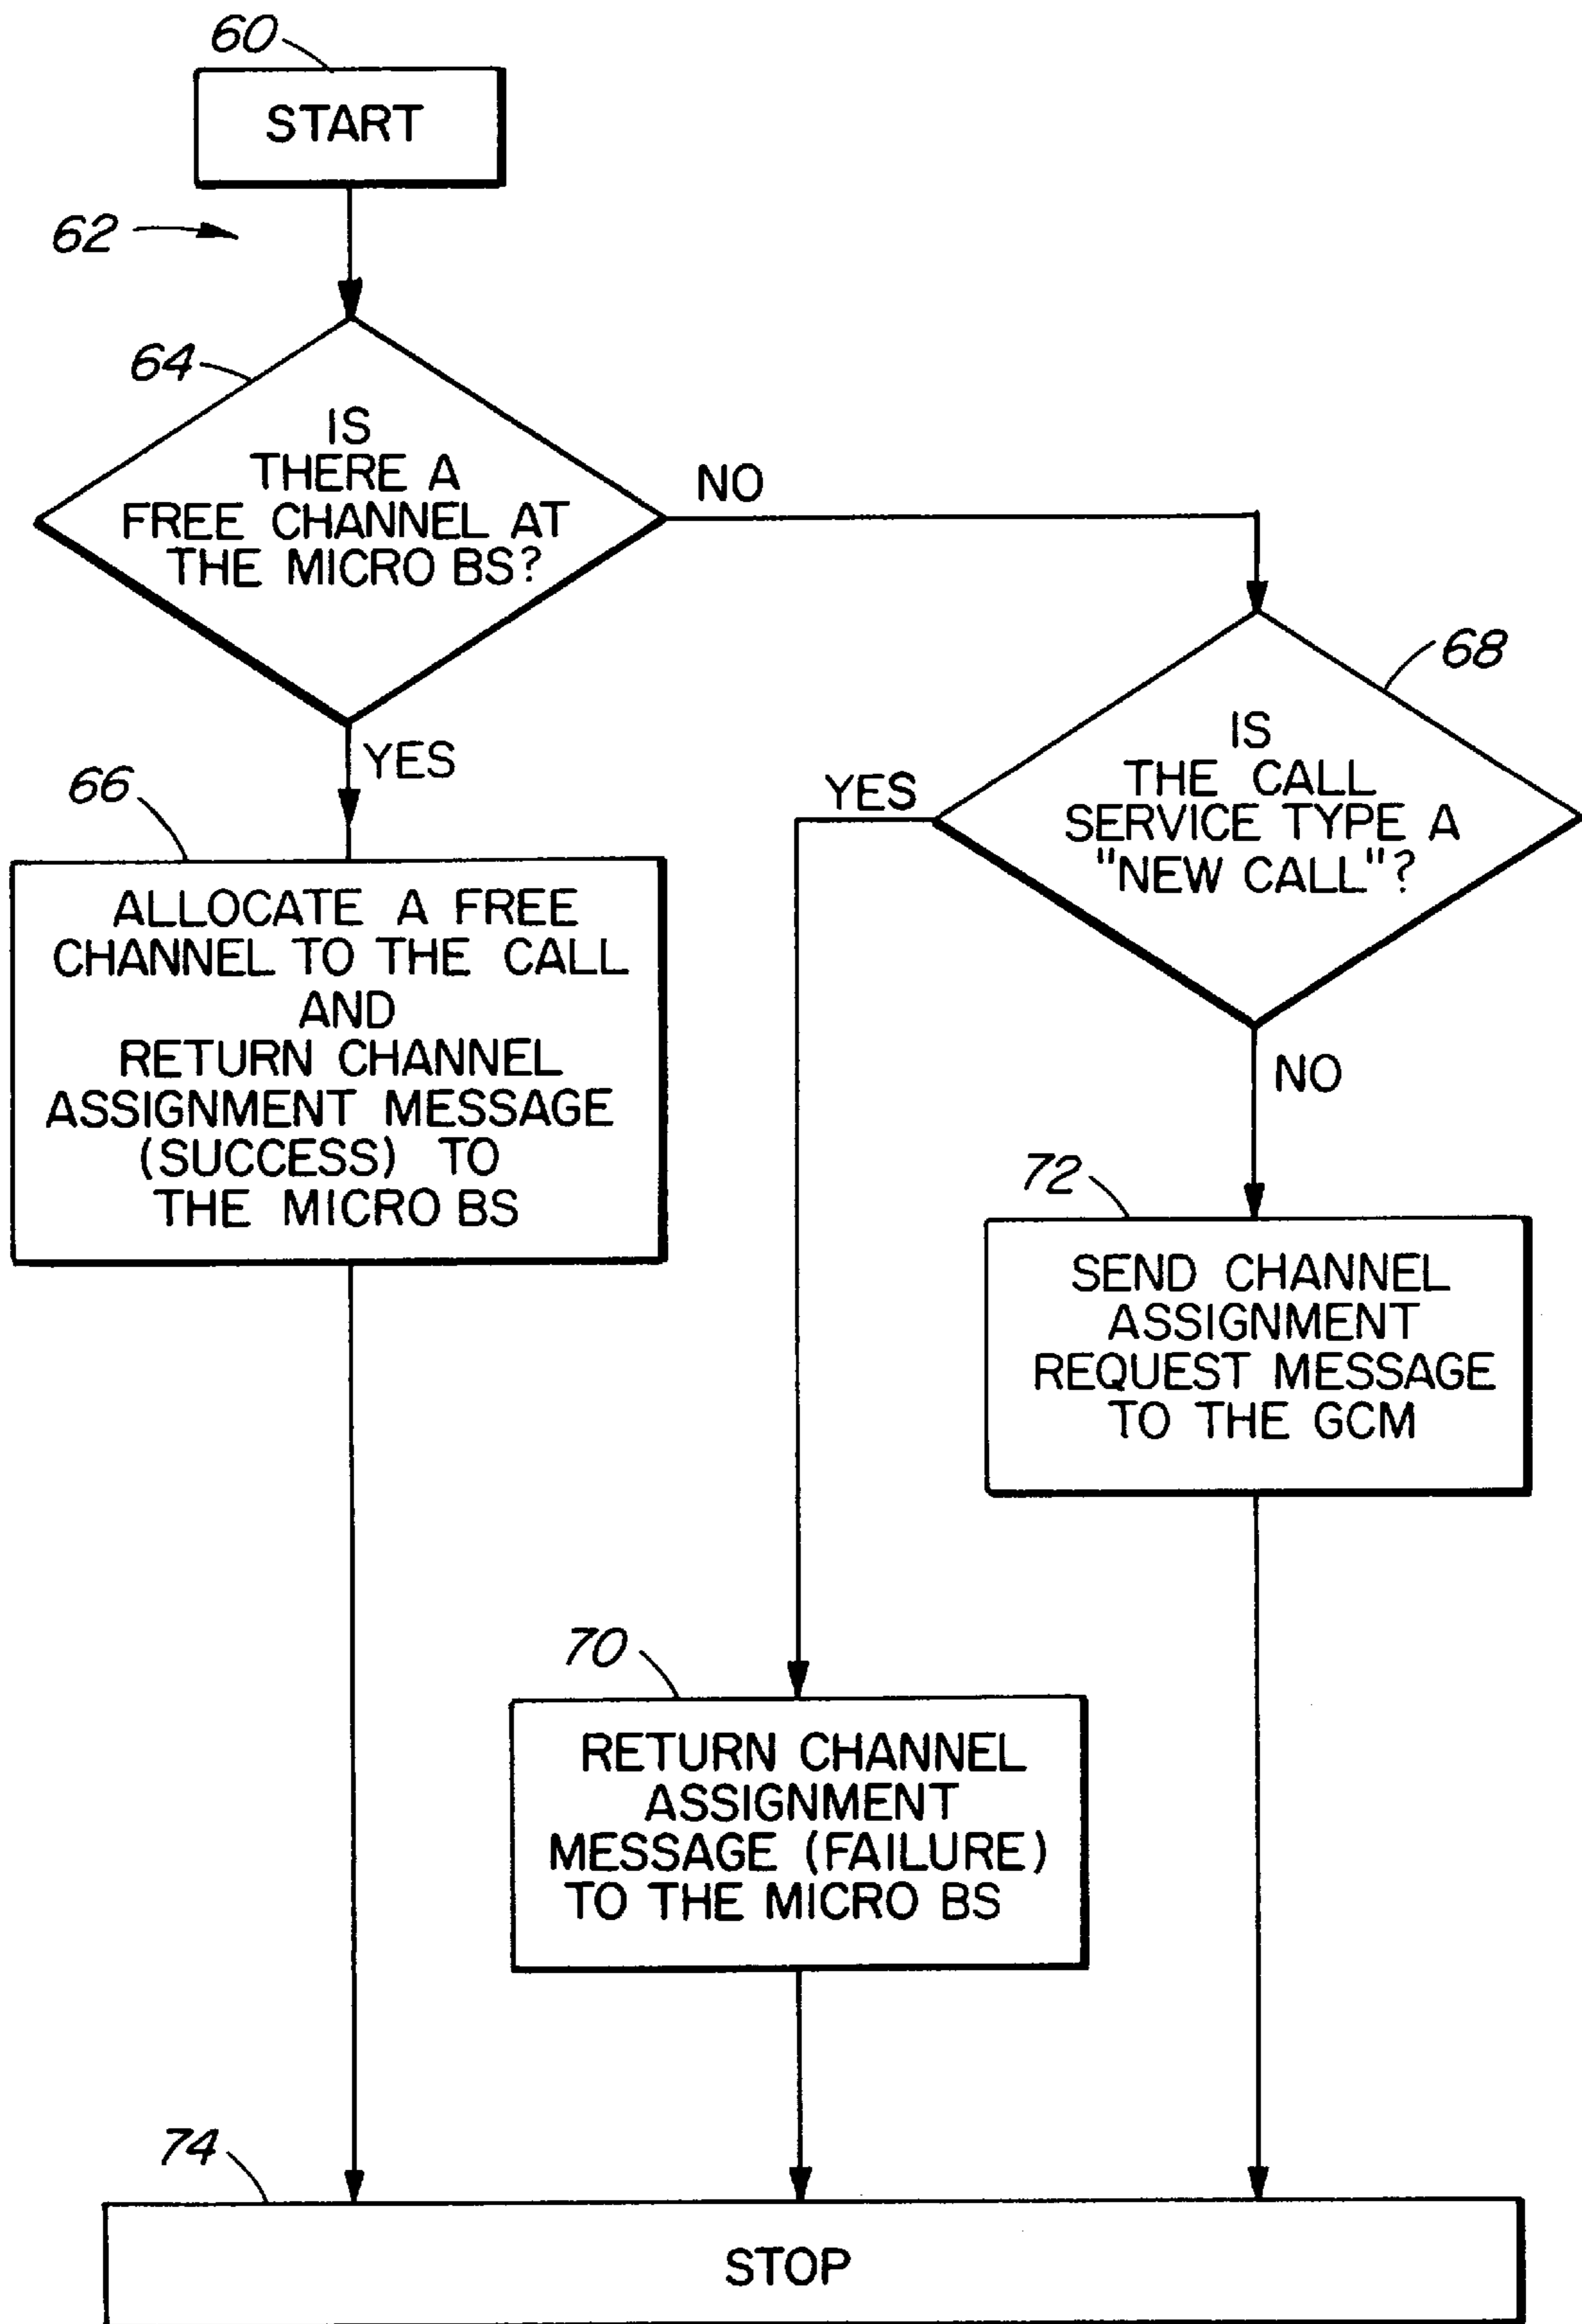 60
START
62
64
IS
THERE A
FREE CHANNEL AT
THE MICRO BS?
NO
YES
66
ALLOCATE A FREE
CHANNEL TO THE CALL
AND
RETURN CHANNEL
ASSIGNMENT MESSAGE
(SUCCESS) TO
THE MICRO BS
68
IS
THE CALL
SERVICE TYPE A
"NEW CALL"?
YES
NO
72
SEND CHANNEL
ASSIGNMENT
REQUEST MESSAGE
TO THE GCM
70
RETURN CHANNEL
ASSIGNMENT
MESSAGE (FAILURE)
TO THE MICRO BS
74
STOP